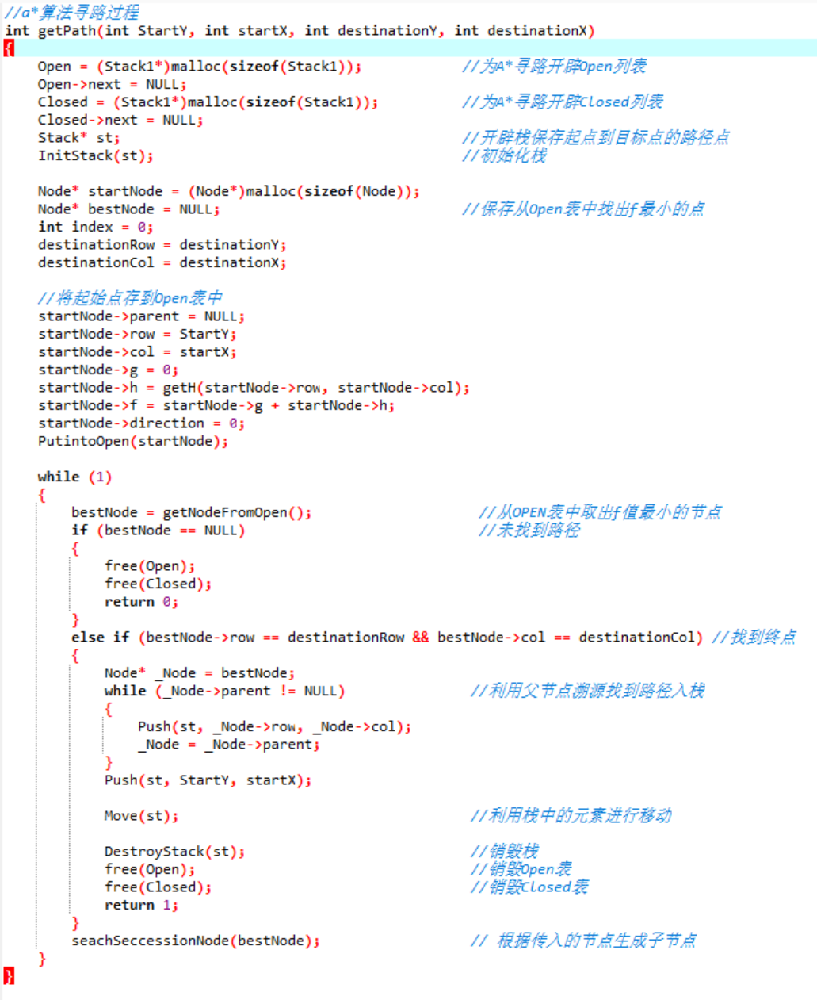 //a*算法寻路过程
int getPath(int StartY, int startX, int destinationY, int destinationX)
{
Open = (Stack1*)malloc(sizeof(Stack1)); //为A*寻路开辟Open列表
Open->next = NULL;
Closed = (Stack1*)malloc(sizeof(Stack1)); //为A*寻路开辟Closed列表
Closed->next = NULL;
Stack* st; //开辟栈保存起点到目标点的路径点
InitStack(st); //初始化栈
Node* startNode = (Node*)malloc(sizeof(Node));
Node* bestNode = NULL; //保存从Open表中找出f最小的点
int index = 0;
destinationRow = destinationY;
destinationCol = destinationX;
//将起始点存到Open表中
startNode->parent = NULL;
startNode->row = StartY;
startNode->col = startX;
startNode->g = 0;
startNode->h = getH(startNode->row, startNode->col);
startNode->f = startNode->g + startNode->h;
startNode->direction = 0;
PutintoOpen(startNode);
while (1)
{
bestNode = getNodeFromOpen(); //从OPEN表中取出f值最小的节点
if (bestNode == NULL) //未找到路径
{
free(Open);
free(Closed);
return 0;
}
else if (bestNode->row == destinationRow && bestNode->col == destinationCol) //找到终点
{
Node* _Node = bestNode;
while (_Node->parent != NULL) //利用父节点溯源找到路径入栈
{
Push(st, _Node->row, _Node->col);
_Node = _Node->parent;
}
Push(st, StartY, startX);
Move(st); //利用栈中的元素进行移动
DestroyStack(st); //销毁栈
free(Open); //销毁Open表
free(Closed); //销毁Closed表
return 1;
}
seachSeccessionNode(bestNode); // 根据传入的节点生成子节点
}
}